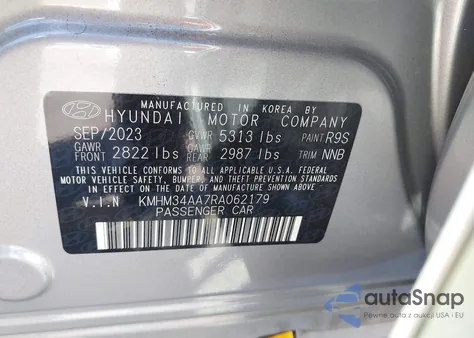 MANUFACTURED IN KOREA BY
HYUNDAI MOTOR COMPANY
SEP/2023 GVWR 5313 lbs PAINT R9S
GAWR FRONT 2822 lbs GAWR REAR 2987 lbs TRIM NNB
THIS VEHICLE CONFORMS TO ALL APPLICABLE U.S.A. FEDERAL
MOTOR VEHICLE SAFETY, BUMPER, AND THEFT PREVENTION STANDARDS
IN EFFECT ON THE DATE OF MANUFACTURE SHOWN ABOVE.
V.I.N KMHM34AA7RA062179
PASSENGER CAR
autoSnap
Pewne auta z aukcji USA i EU